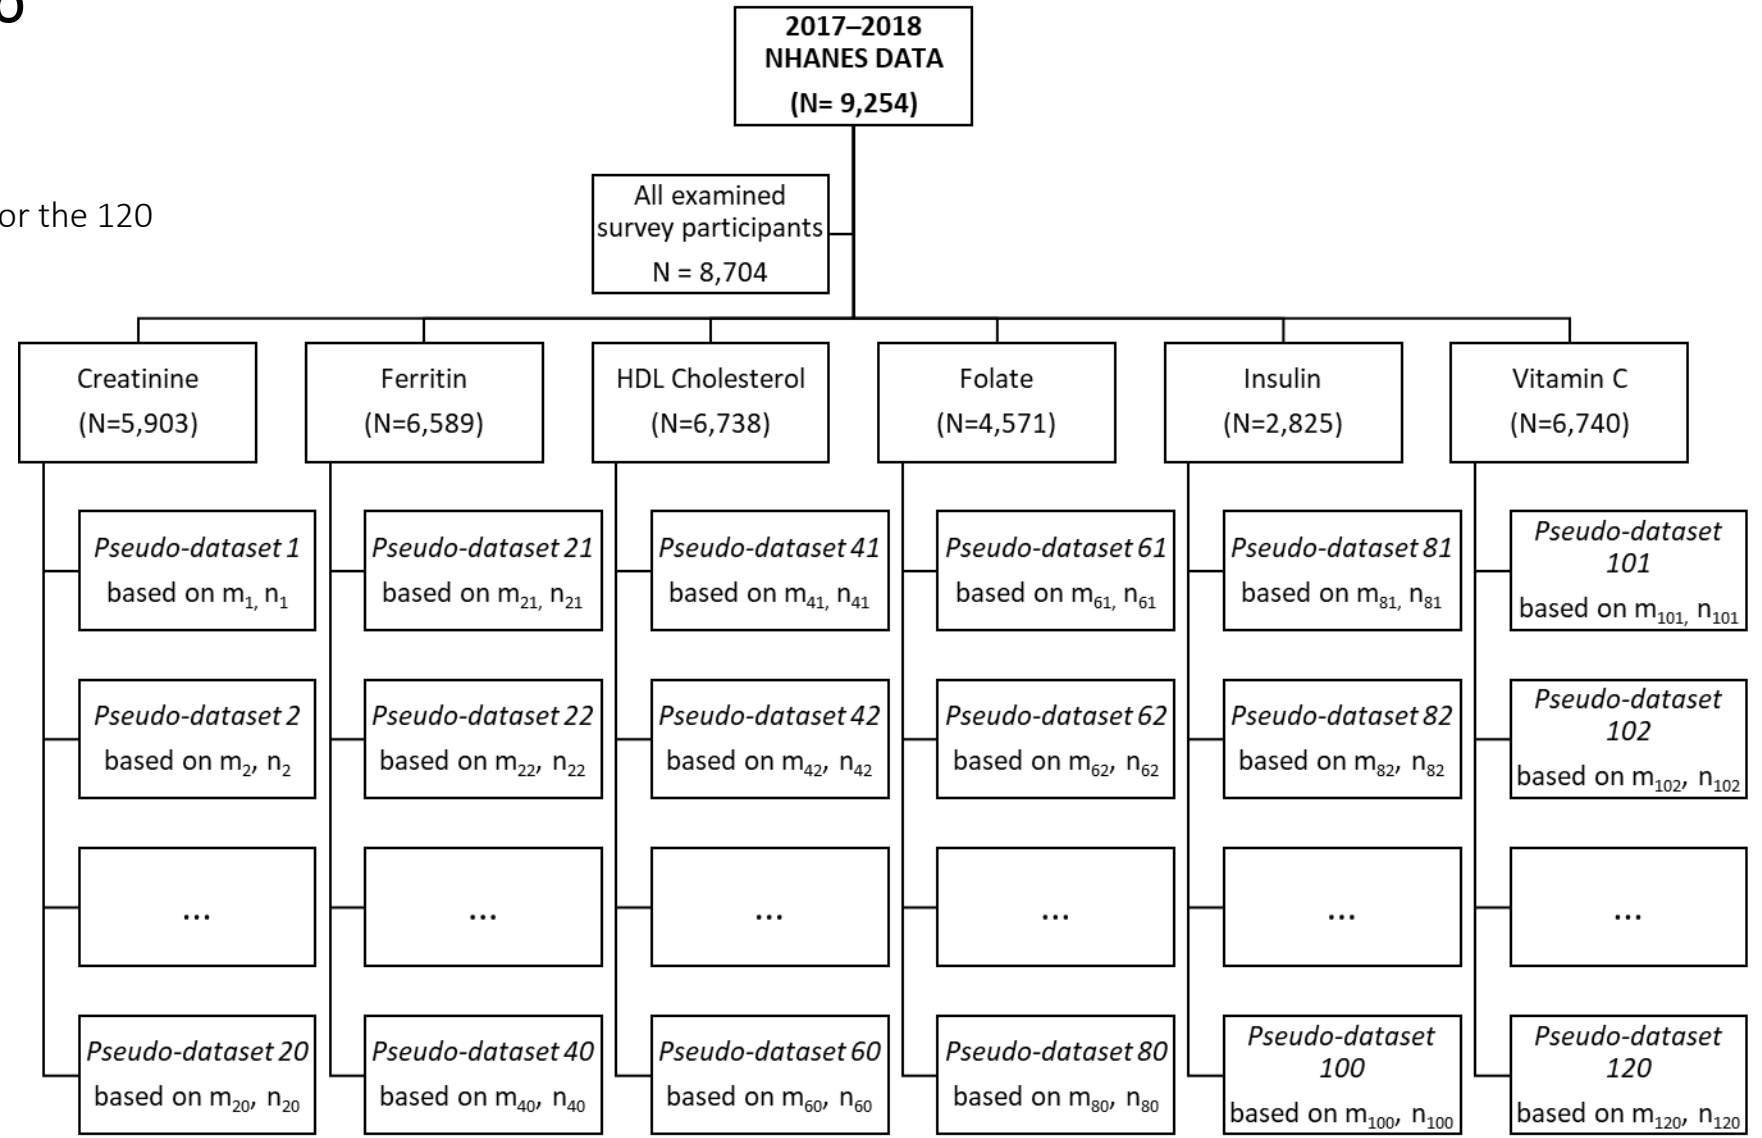 2017–2018
NHANES DATA
(N= 9,254)
or the 120
All examined
survey participants
N = 8,704
Creatinine
(N=5,903)
Ferritin
(N=6,589)
HDL Cholesterol
(N=6,738)
Folate
(N=4,571)
Insulin
(N=2,825)
Vitamin C
(N=6,740)
Pseudo-dataset 1
based on m1, n1
Pseudo-dataset 21
based on m21, n21
Pseudo-dataset 41
based on m41, n41
Pseudo-dataset 61
based on m61, n61
Pseudo-dataset 81
based on m81, n81
Pseudo-dataset
101
based on m101, n101
Pseudo-dataset 2
based on m2, n2
Pseudo-dataset 22
based on m22, n22
Pseudo-dataset 42
based on m42, n42
Pseudo-dataset 62
based on m62, n62
Pseudo-dataset 82
based on m82, n82
Pseudo-dataset
102
based on m102, n102
...
...
...
...
...
...
Pseudo-dataset 20
based on m20, n20
Pseudo-dataset 40
based on m40, n40
Pseudo-dataset 60
based on m60, n60
Pseudo-dataset 80
based on m80, n80
Pseudo-dataset
100
based on m100, n100
Pseudo-dataset
120
based on m120, n120